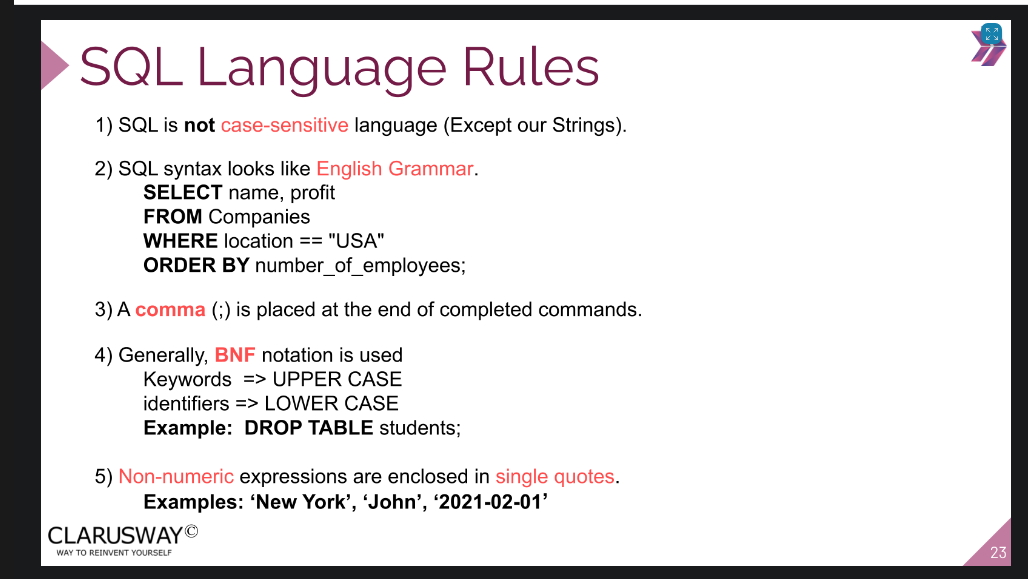 SQL Language Rules
1) SQL is not case-sensitive language (Except our Strings).
2) SQL syntax looks like English Grammar.
SELECT name, profit
FROM Companies
WHERE location == "USA"
ORDER BY number_of_employees;
3) A comma (;) is placed at the end of completed commands.
4) Generally, BNF notation is used
Keywords => UPPER CASE
identifiers => LOWER CASE
Example: DROP TABLE students;
5) Non-numeric expressions are enclosed in single quotes.
Examples: ‘New York’, ‘John’, ‘2021-02-01’
CLARUSWAY©
WAY TO REINVENT YOURSELF
23